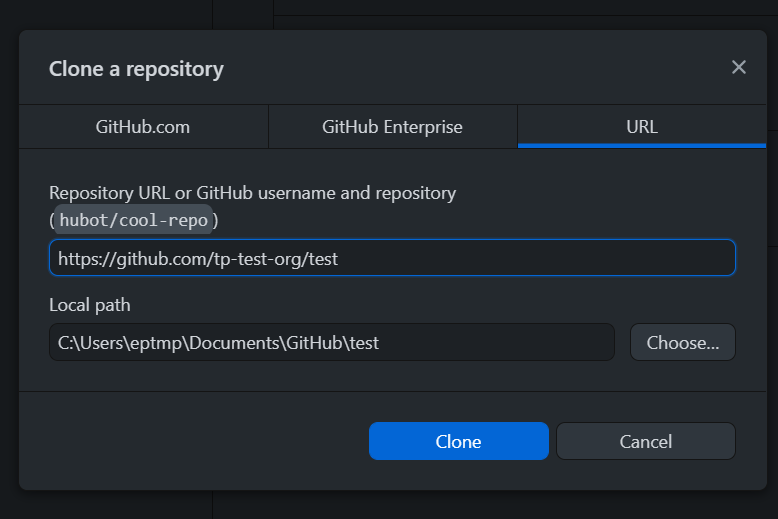 Clone a repository
GitHub.com
GitHub Enterprise
URL
Repository URL or GitHub username and repository
(hubot/cool-repo)
https://github.com/tp-test-org/test
Local path
C:\Users\eptmp\Documents\GitHub\test
Choose...
Clone
Cancel